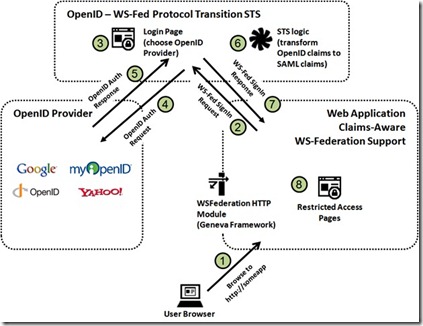 OpenID – WS-Fed Protocol Transition STS
3
Login Page
(choose OpenID
Provider)
6
STS logic
(transform
OpenID claims to
SAML claims)
5
OpenID Auth
Response
4
OpenID Auth
Request
WS-Fed Signin
Response
7
2
WS-Fed Signin
Request
OpenID Provider
Google
myOpenID
OpenID
YAHOO!
Web Application
Claims-Aware
WS-Federation Support
WSFederation HTTP
Module
(Geneva Framework)
8
Restricted Access
Pages
1
Browse to
http://someapp
User Browser